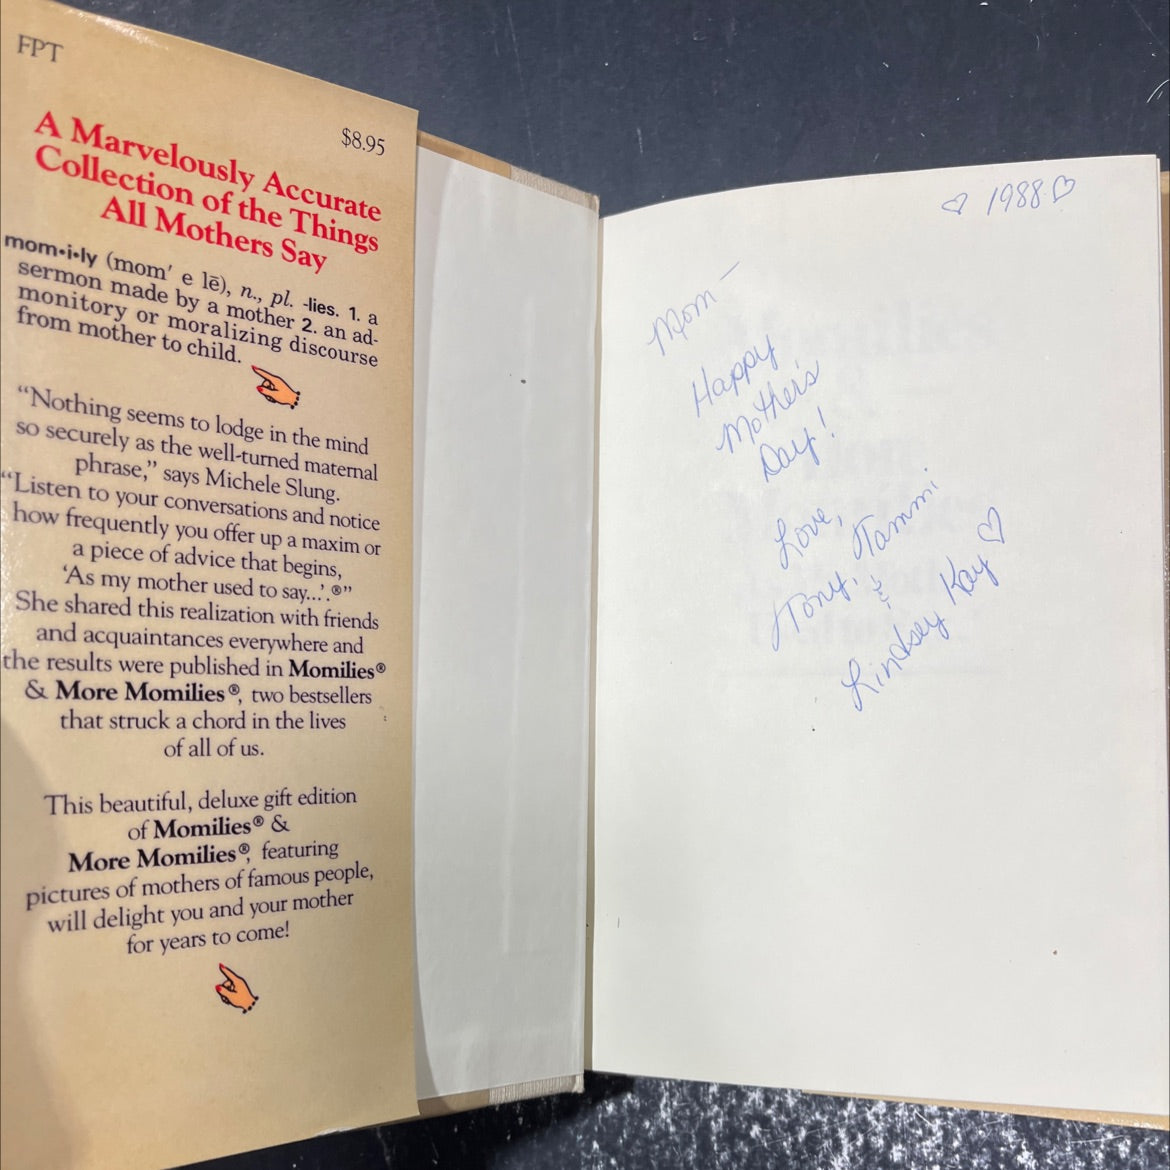 FPT
$8.95
A Marvelously Accurate
Collection of the Things
All Mothers Say
mom•i•ly (mom′ e lē), n., pl. -lies. 1. a
sermon made by a mother 2. an ad-
monitory or moralizing discourse
from mother to child.
“Nothing seems to lodge in the mind
so securely as the well-turned maternal
phrase,” says Michele Slung.
“Listen to your conversations and notice
how frequently you offer up a maxim or
a piece of advice that begins,
‘As my mother used to say...’.®”
She shared this realization with friends
and acquaintances everywhere and
the results were published in Momilies®
& More Momilies®, two bestsellers
that struck a chord in the lives
of all of us.
This beautiful, deluxe gift edition
of Momilies® &
More Momilies®, featuring
pictures of mothers of famous people,
will delight you and your mother
for years to come!
♡ 1988 ♡
Mom –
Happy
Mother's
Day!
Love,
Tony, Tammi
&
Lindsey Kay ♡